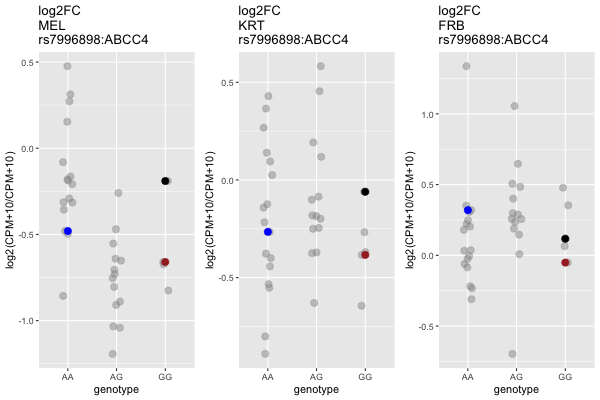 log2FC
MEL
rs7996898:ABCC4
log2(CPM+10/CPM+10)
0.5
0.0
-0.5
-1.0
AA AG GG
genotype
log2FC
KRT
rs7996898:ABCC4
log2(CPM+10/CPM+10)
0.5
0.0
-0.5
AA AG GG
genotype
log2FC
FRB
rs7996898:ABCC4
log2(CPM+10/CPM+10)
1.0
0.5
0.0
-0.5
AA AG GG
genotype